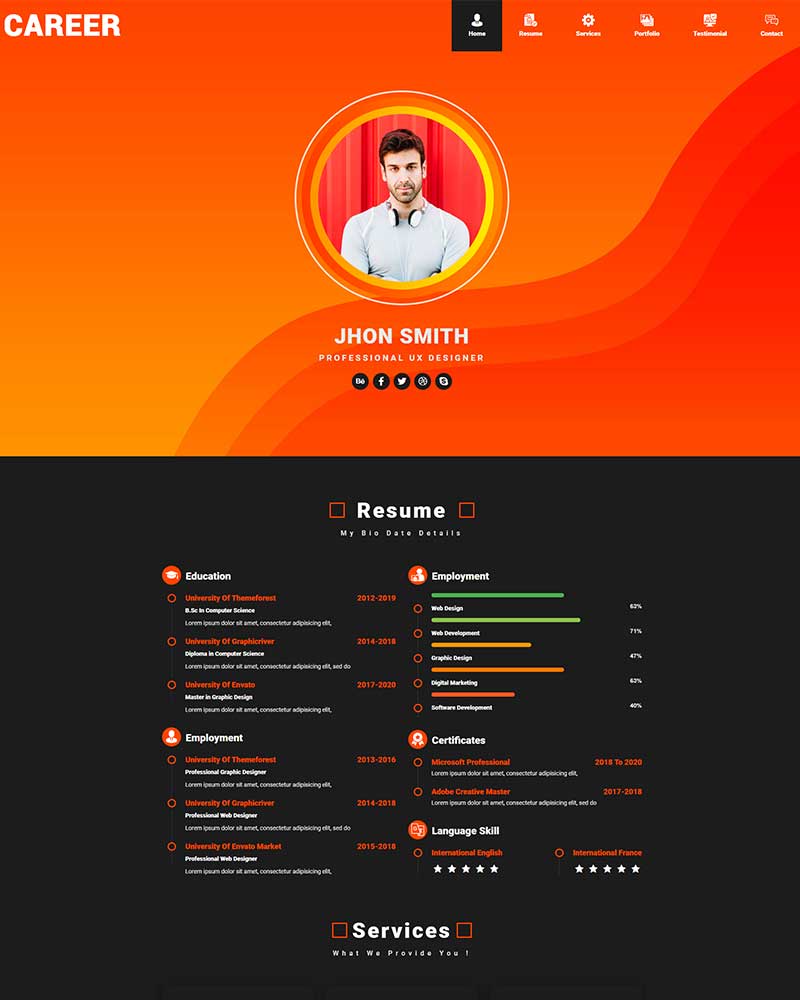 CAREER
Home Resume Services Portfolio Testimonial Contact
JHON SMITH
PROFESSIONAL UX DESIGNER
Bē
Resume
My Bio Date Details
Education
University Of Themeforest 2012-2019
B.Sc In Computer Science
Lorem ipsum dolor sit amet, consectetur adipisicing elit,
University Of Graphicriver 2014-2018
Diploma in Computer Science
Lorem ipsum dolor sit amet, consectetur adipisicing elit, sed do
University Of Envato 2017-2020
Master in Graphic Design
Lorem ipsum dolor sit amet, consectetur adipisicing elit,
Employment
University Of Themeforest 2013-2016
Professional Graphic Designer
Lorem ipsum dolor sit amet, consectetur adipisicing elit,
University Of Graphicriver 2014-2018
Professional Web Designer
Lorem ipsum dolor sit amet, consectetur adipisicing elit, sed do
University Of Envato Market 2015-2018
Professional Web Designer
Lorem ipsum dolor sit amet, consectetur adipisicing elit,
Employment
Web Design 63%
Web Development 71%
Graphic Design 47%
Digital Marketing 63%
Software Development 40%
Certificates
Microsoft Professional 2018 To 2020
Lorem ipsum dolor sit amet, consectetur adipisicing elit,
Adobe Creative Master 2017-2018
Lorem ipsum dolor sit amet, consectetur adipisicing elit, sed do
Language Skill
International English International France
Services
What We Provide You !